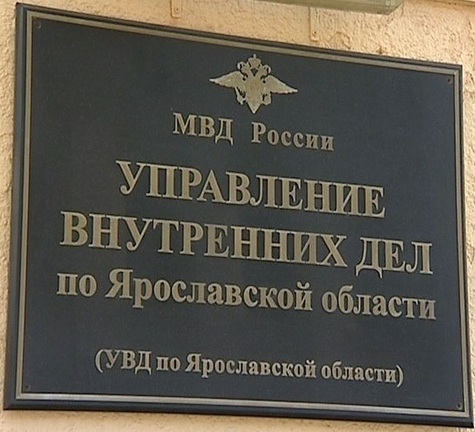 МВД России
УПРАВЛЕНИЕ
ВНУТРЕННИХ ДЕЛ
по Ярославской области
(УВД по Ярославской области)